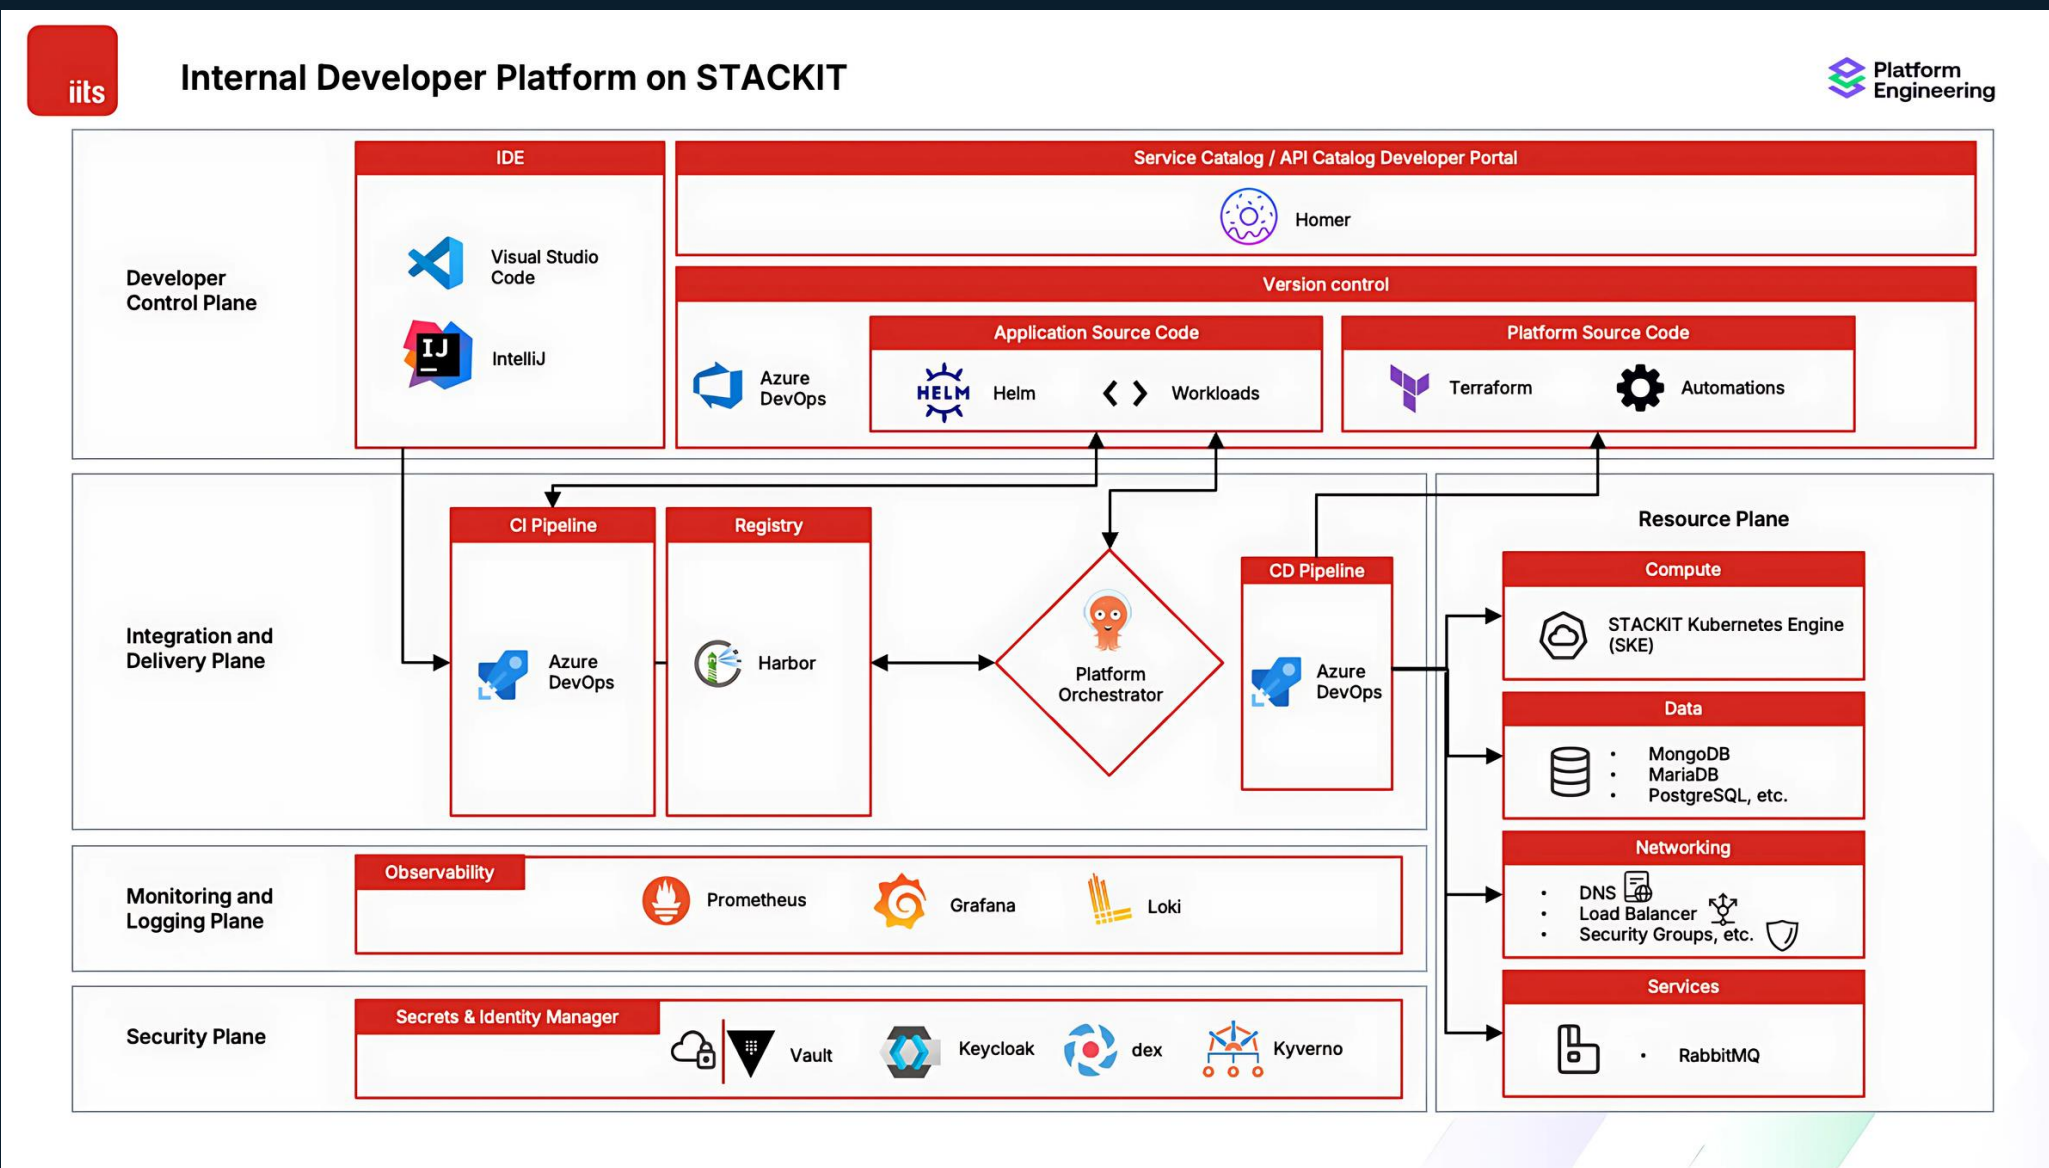 iits
Internal Developer Platform on STACKIT
Platform
Engineering
Developer
Control Plane
IDE
Visual Studio
Code
IJ
IntelliJ
Service Catalog / API Catalog Developer Portal
Homer
Version control
Azure
DevOps
Application Source Code
HELM
Helm
Workloads
Platform Source Code
Terraform
Automations
Integration and
Delivery Plane
CI Pipeline
Azure
DevOps
Registry
Harbor
Platform
Orchestrator
CD Pipeline
Azure
DevOps
Resource Plane
Compute
STACKIT Kubernetes Engine
(SKE)
Data
• MongoDB
• MariaDB
• PostgreSQL, etc.
Networking
• DNS
• Load Balancer
• Security Groups, etc.
Services
• RabbitMQ
Monitoring and
Logging Plane
Observability
Prometheus
Grafana
Loki
Security Plane
Secrets & Identity Manager
Vault
Keycloak
dex
Kyverno